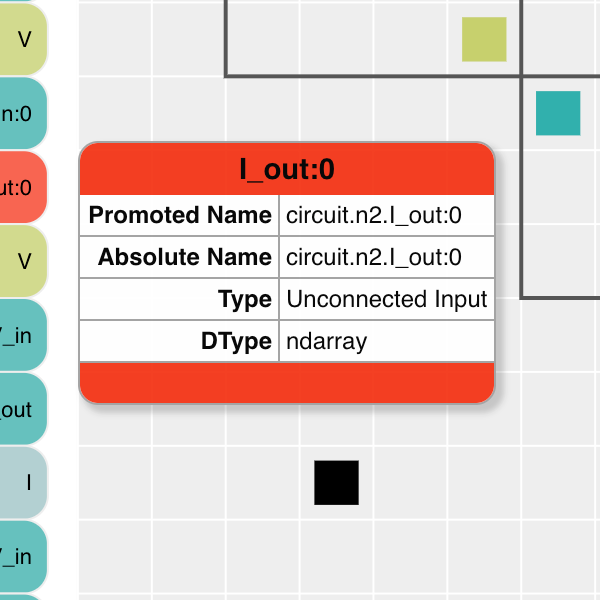 V
n:0
ut:0
V
_in
_out
I
_in
I_out:0
Promoted Name circuit.n2.I_out:0
Absolute Name circuit.n2.I_out:0
Type Unconnected Input
DType ndarray